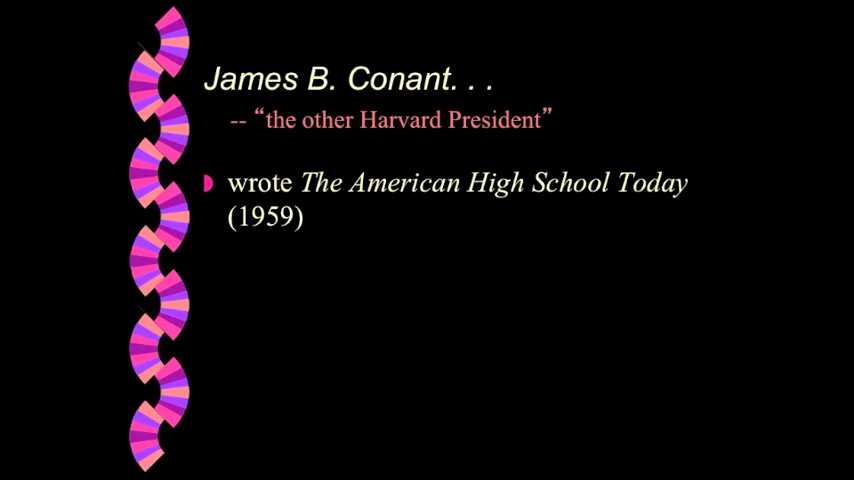 James B. Conant. . .
-- “the other Harvard President”
wrote The American High School Today
(1959)